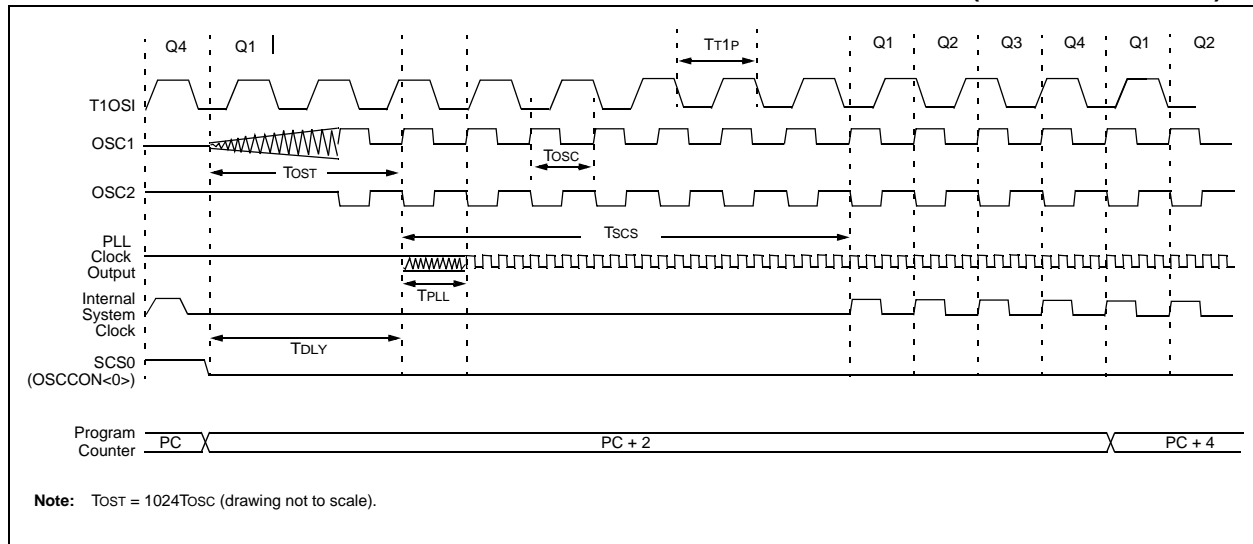 Q4 Q1 TT1P Q1 Q2 Q3 Q4 Q1 Q2
T1OSI
OSC1
TOST
TOSC
OSC2
TSCS
PLL
Clock
Output
TPLL
Internal
System
Clock
TDLY
SCS0
(OSCCON<0>)
Program
Counter
PC PC + 2 PC + 4
Note: TOST = 1024TOSC (drawing not to scale).